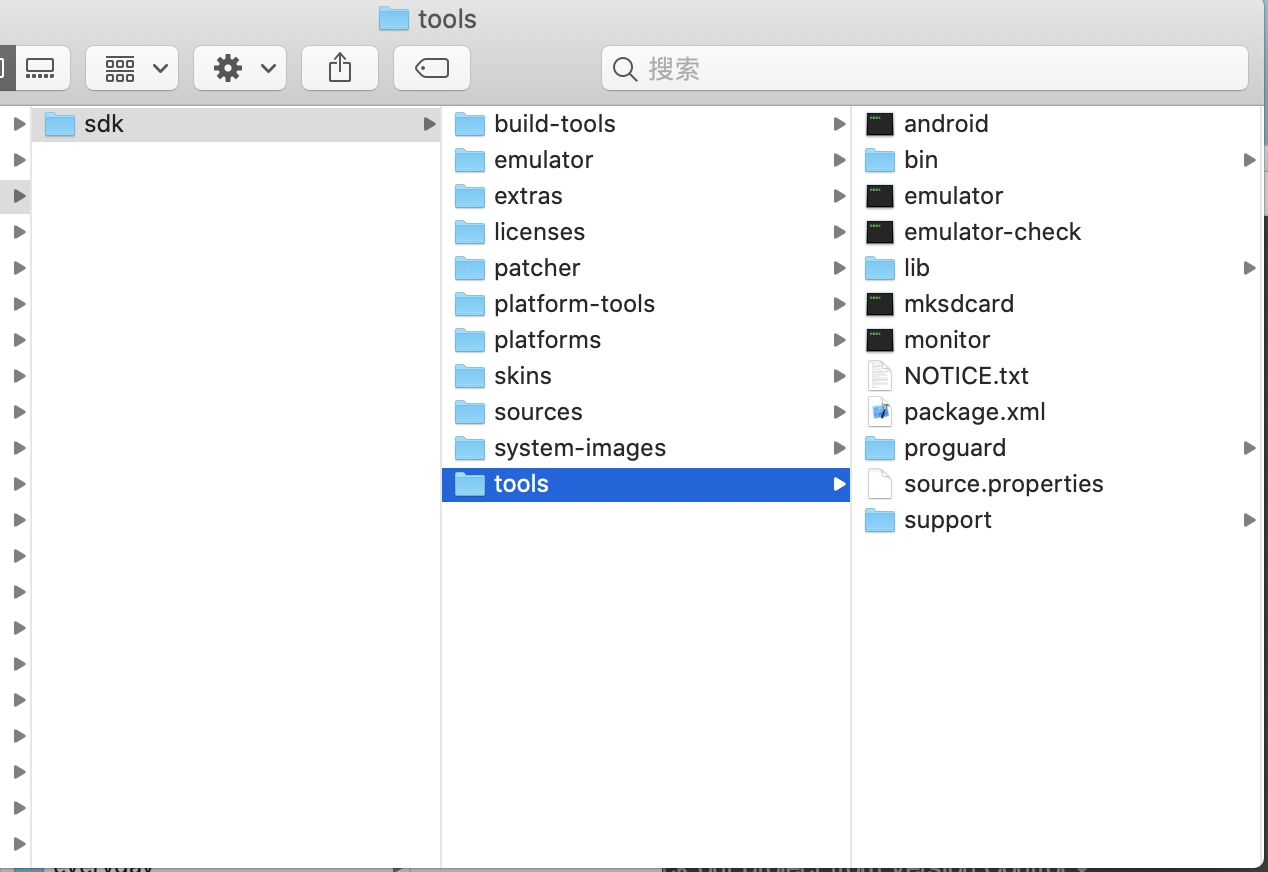 tools
搜索
sdk
build-tools
emulator
extras
licenses
patcher
platform-tools
platforms
skins
sources
system-images
tools
android
bin
emulator
emulator-check
lib
mksdcard
monitor
NOTICE.txt
package.xml
proguard
source.properties
support
everyday